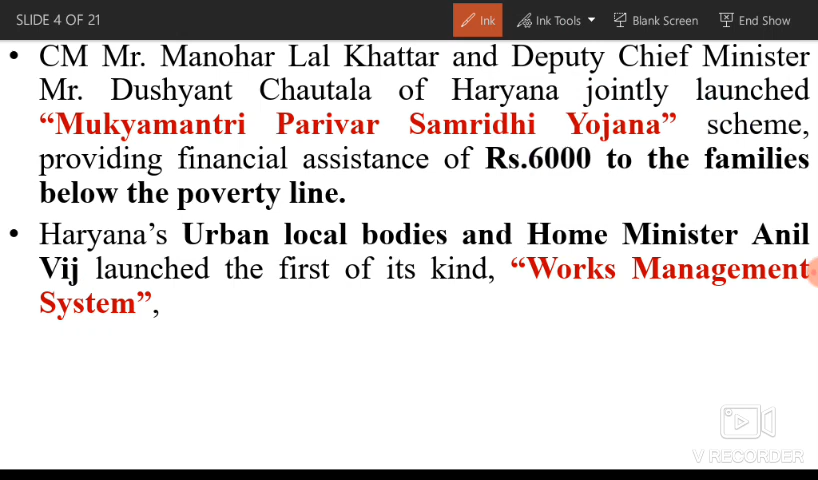 SLIDE 4 OF 21
Ink
Ink Tools
Blank Screen
End Show
• CM Mr. Manohar Lal Khattar and Deputy Chief Minister
Mr. Dushyant Chautala of Haryana jointly launched
“Mukyamantri Parivar Samridhi Yojana” scheme,
providing financial assistance of Rs.6000 to the families
below the poverty line.
• Haryana’s Urban local bodies and Home Minister Anil
Vij launched the first of its kind, “Works Management
System”,
V RECORDER